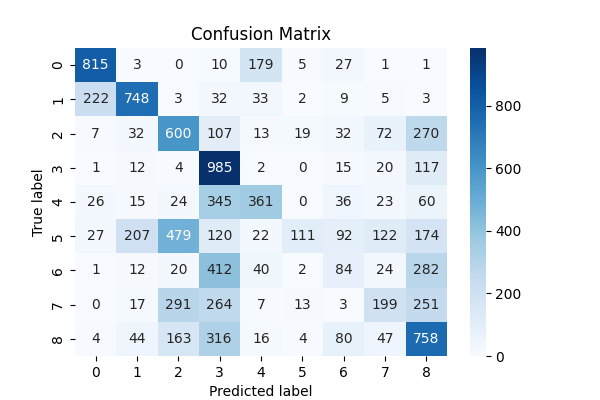 Confusion Matrix
0 815 3 0 10 179 5 27 1 1
1 222 748 3 32 33 2 9 5 3
2 7 32 600 107 13 19 32 72 270
3 1 12 4 985 2 0 15 20 117
4 26 15 24 345 361 0 36 23 60
5 27 207 479 120 22 111 92 122 174
6 1 12 20 412 40 2 84 24 282
7 0 17 291 264 7 13 3 199 251
8 4 44 163 316 16 4 80 47 758
0 1 2 3 4 5 6 7 8
Predicted label
True label
800
600
400
200
0